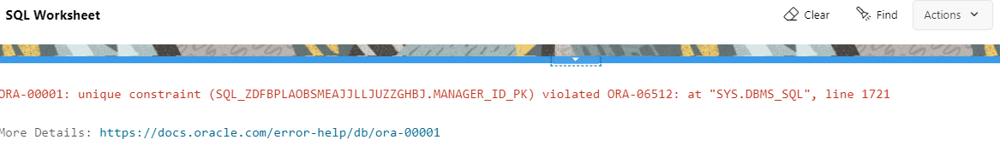 SQL Worksheet
Clear
Find
Actions
ORA-00001: unique constraint (SQL_ZDFBPLAOBSMEAJJLLJUZZGHBJ.MANAGER_ID_PK) violated ORA-06512: at "SYS.DBMS_SQL", line 1721
More Details: https://docs.oracle.com/error-help/db/ora-00001